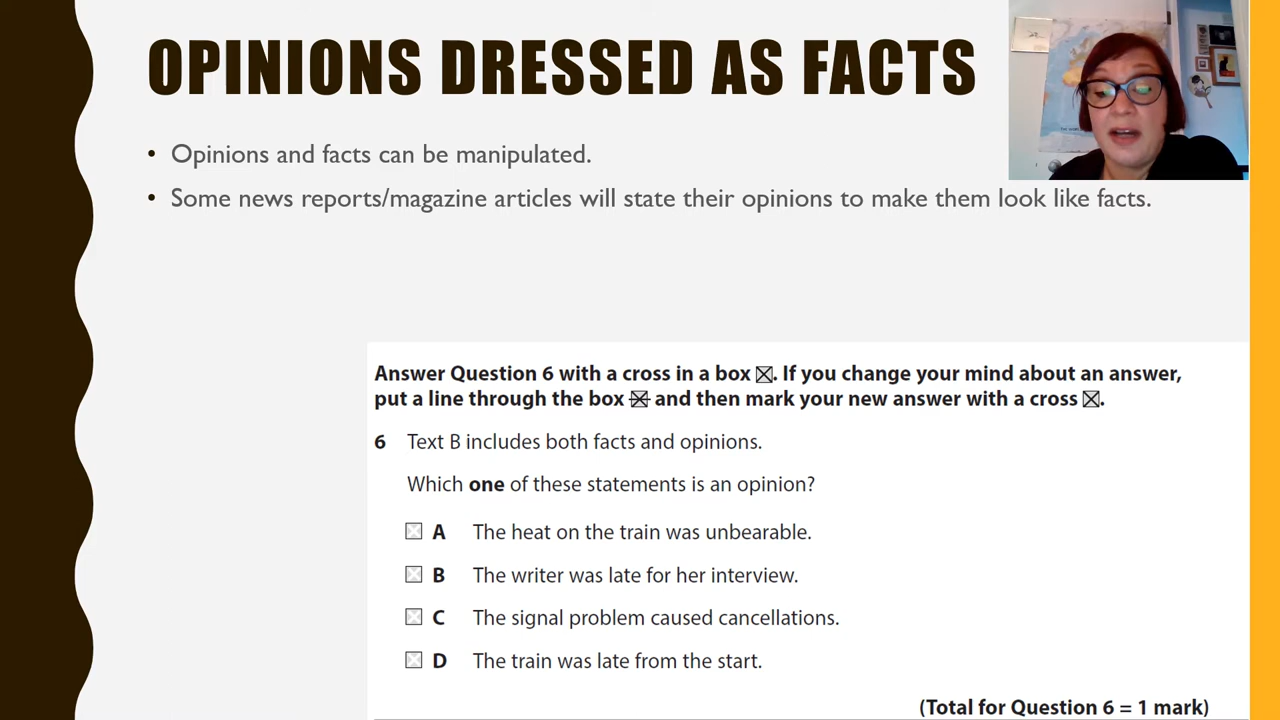 OPINIONS DRESSED AS FACTS
• Opinions and facts can be manipulated.
• Some news reports/magazine articles will state their opinions to make them look like facts.
Answer Question 6 with a cross in a box ☒. If you change your mind about an answer,
put a line through the box ☒ and then mark your new answer with a cross ☒.
6 Text B includes both facts and opinions.
Which one of these statements is an opinion?
A The heat on the train was unbearable.
B The writer was late for her interview.
C The signal problem caused cancellations.
D The train was late from the start.
(Total for Question 6 = 1 mark)